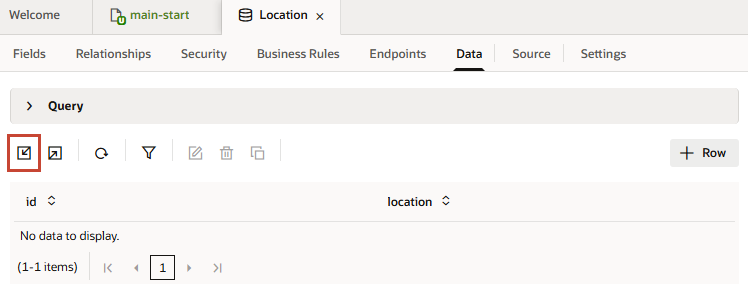 Welcome main-start Location
Fields Relationships Security Business Rules Endpoints Data Source Settings
Query
Row
id location
No data to display.
(1-1 items) 1